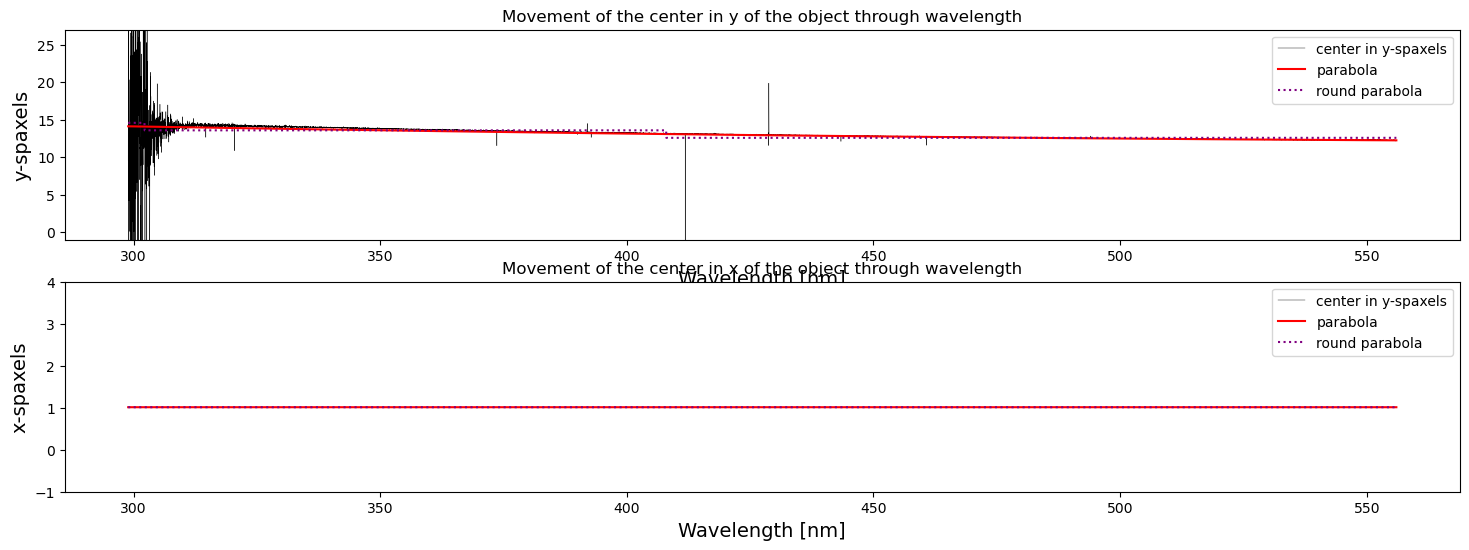 Movement of the center in y of the object through wavelength
y-spaxels
25
20
15
10
5
0
center in y-spaxels
parabola
round parabola
300
350
400
450
500
550
Wavelength [nm]
Movement of the center in x of the object through wavelength
x-spaxels
4
3
2
1
0
−1
center in y-spaxels
parabola
round parabola
300
350
400
450
500
550
Wavelength [nm]